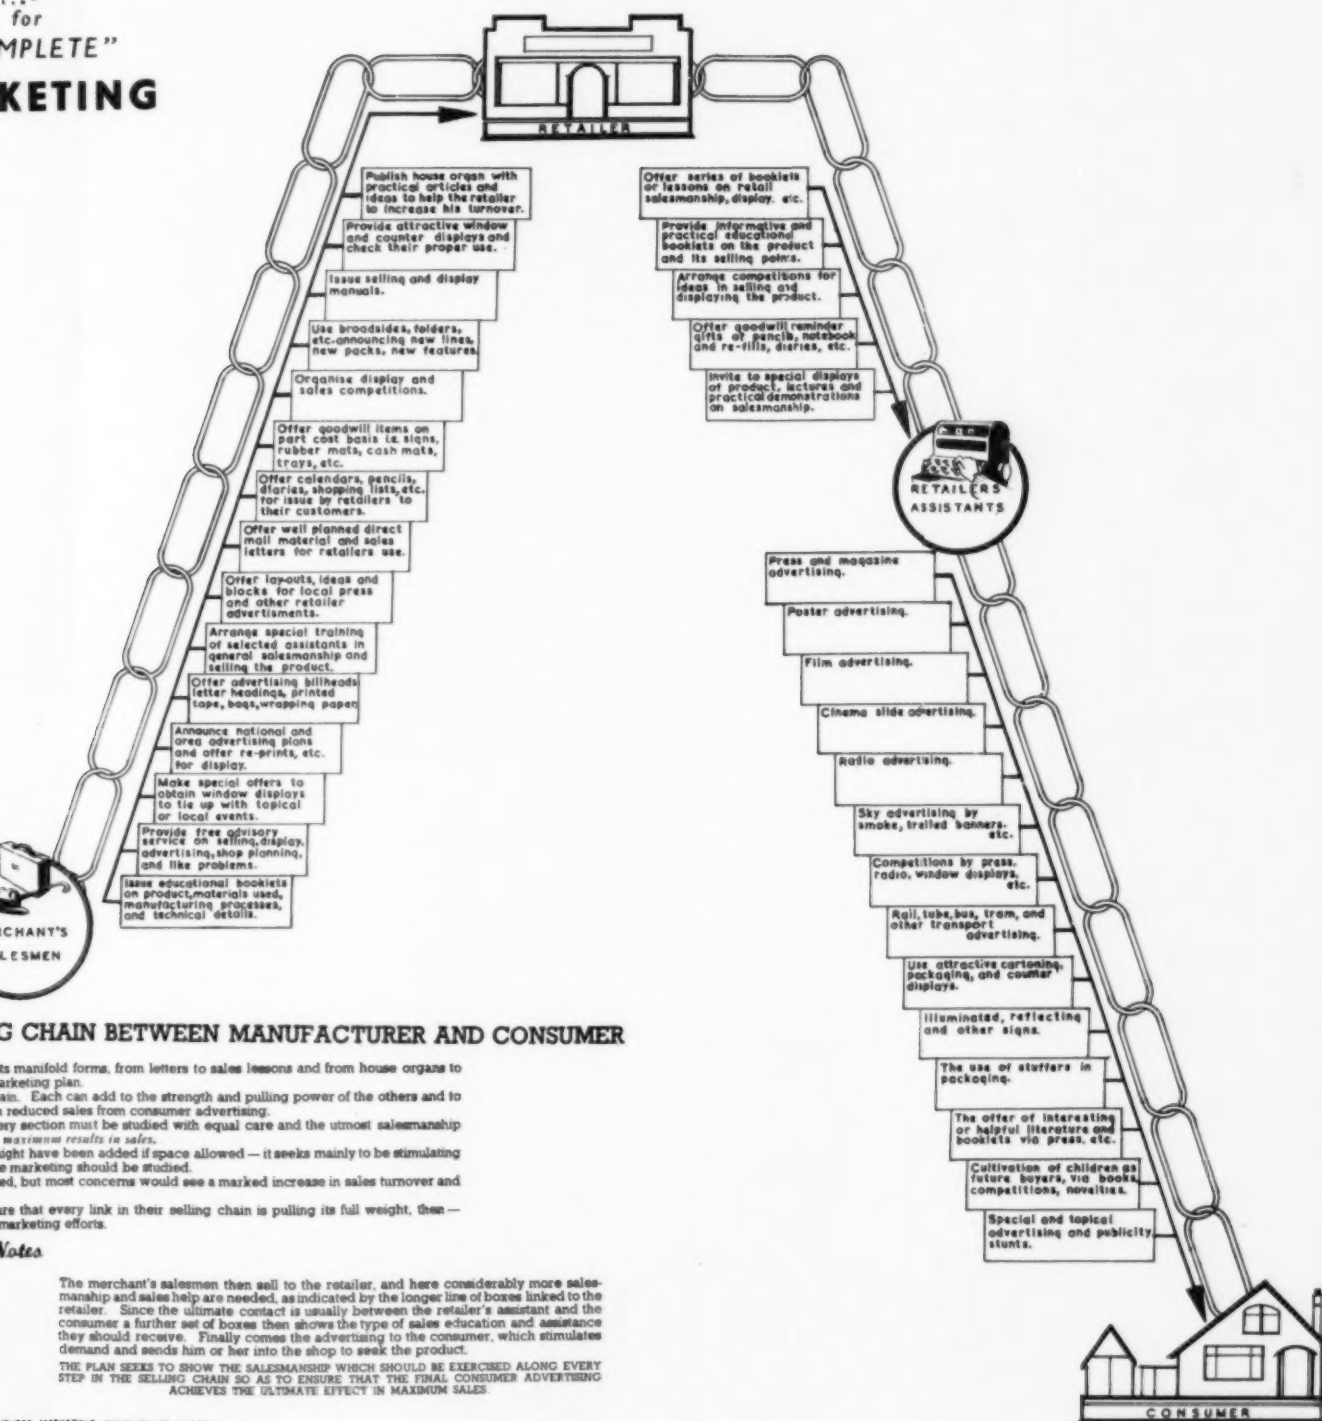 for
MPLETE"
KETING
RETAILER
Publish house organ with
practical articles and
ideas to help the retailer
to increase his turnover.
Provide attractive window
and counter displays and
check their proper use.
Issue selling and display
manuals.
Use broadsides, folders,
etc. announcing new lines,
new packs, new features.
Organise display and
sales competitions.
Offer goodwill items on
part cost basis i.e. signs,
rubber mats, cash mats,
trays, etc.
Offer calendars, pencils,
diaries, shopping lists, etc.
for issue by retailers to
their customers.
Offer well planned direct
mail material and sales
letters for retailers use.
Offer lay-outs, ideas and
blocks for local press
and other retailer
advertisments.
Arrange special training
of selected assistants in
general salesmanship and
selling the product.
Offer advertising billheads
letter headings, printed
tape, bags, wrapping paper
Announce national and
area advertising plans
and offer re-prints, etc.
for display.
Make special offers to
obtain window displays
to tie up with topical
or local events.
Provide free advisory
service on selling, display,
advertising, shop planning,
and like problems.
Issue educational booklets
on product, materials used,
manufacturing processes,
and technical details.
RCHANT'S
LESMEN
Offer series of booklets
or lessons on retail
salesmanship, display. etc.
Provide informative and
practical educational
booklets on the product
and its selling points.
Arrange competitions for
ideas in selling and
displaying the product.
Offer goodwill reminder
gifts of pencils, notebook
and re-fills, diaries, etc.
Invite to special displays
of product, lectures and
practical demonstrations
on salesmanship.
RETAILERS
ASSISTANTS
Press and magazine
advertising.
Poster advertising.
Film advertising.
Cinema slide advertising.
Radio advertising.
Sky advertising by
smoke, trailed banners.
etc.
Competitions by press,
radio, window displays,
etc.
Rail, tube, bus, tram, and
other transport
advertising.
Use attractive cartoning,
packaging, and counter
displays.
Illuminated, reflecting
and other signs.
The use of stuffers in
packaging.
The offer of interesting
or helpful literature and
booklets via press, etc.
Cultivation of children as
future buyers, via books,
competitions, novelties.
Special and topical
advertising and publicity
stunts.
CONSUMER
G CHAIN BETWEEN MANUFACTURER AND CONSUMER
ts manifold forms, from letters to sales lessons and from house organs to
arketing plan.
ain. Each can add to the strength and pulling power of the others and to
reduced sales from consumer advertising.
ery section must be studied with equal care and the utmost salesmanship
maximum results in sales.
ight have been added if space allowed — it seeks mainly to be stimulating
e marketing should be studied.
ed, but most concerns would see a marked increase in sales turnover and
ure that every link in their selling chain is pulling its full weight, then —
marketing efforts.
Notes
The merchant's salesmen then sell to the retailer, and here considerably more sales-
manship and sales help are needed, as indicated by the longer line of boxes linked to the
retailer. Since the ultimate contact is usually between the retailer's assistant and the
consumer a further set of boxes then shows the type of sales education and assistance
they should receive. Finally comes the advertising to the consumer, which stimulates
demand and sends him or her into the shop to seek the product.
THE PLAN SEEKS TO SHOW THE SALESMANSHIP WHICH SHOULD BE EXERCISED ALONG EVERY
STEP IN THE SELLING CHAIN SO AS TO ENSURE THAT THE FINAL CONSUMER ADVERTISING
ACHIEVES THE ULTIMATE EFFECT IN MAXIMUM SALES